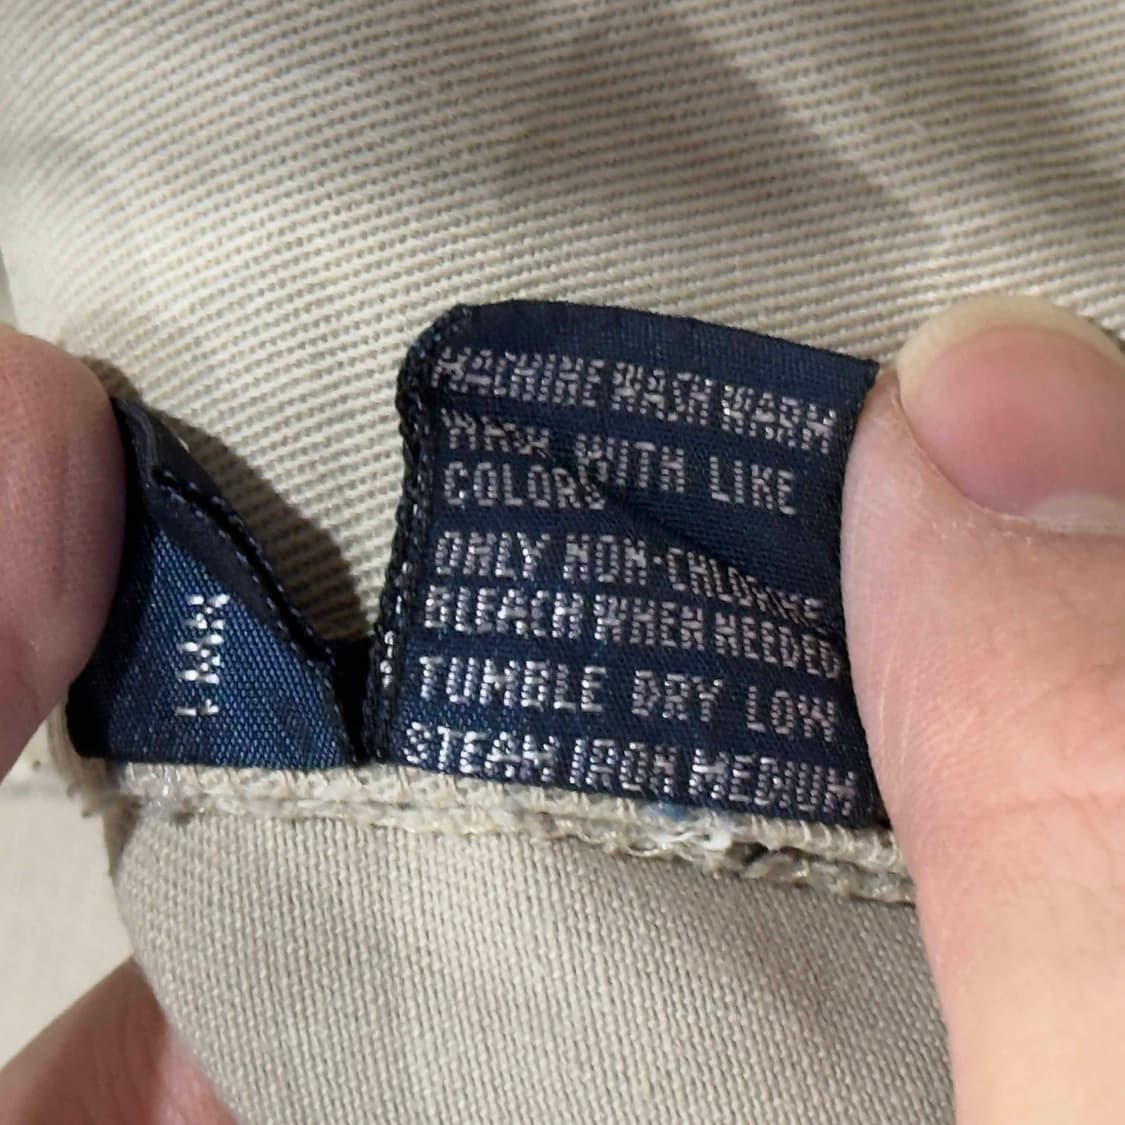 MACHINE WASH WARM
WASH WITH LIKE
COLORS
ONLY NON-CHLORINE
BLEACH WHEN NEEDED
TUMBLE DRY LOW
STEAM IRON MEDIUM